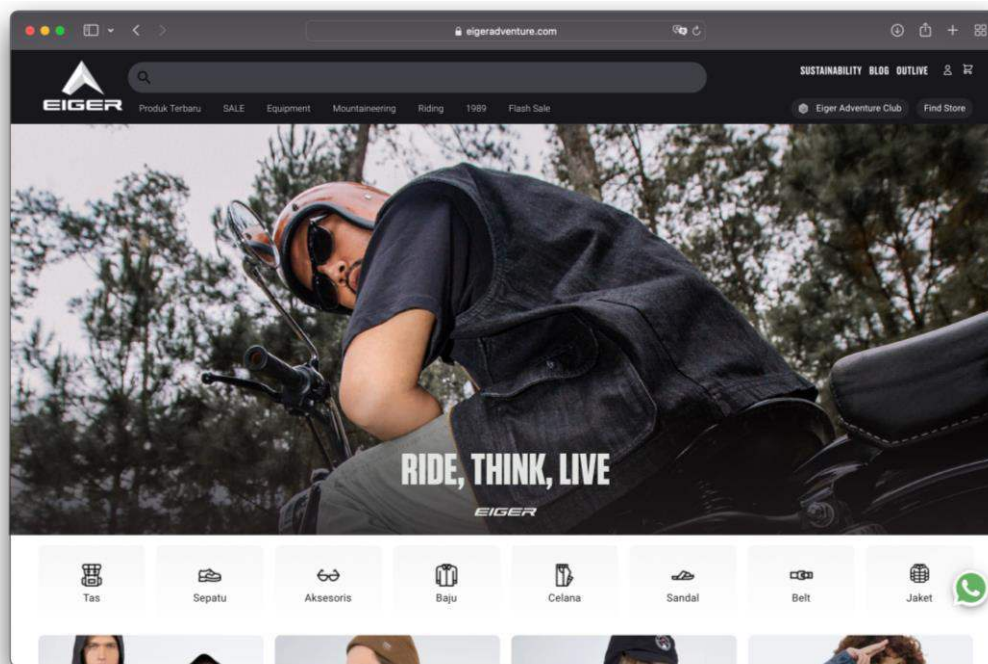 eigeradventure.com
SUSTAINABILITY BLOG OUTLIVE
EIGER
Produk Terbaru SALE Equipment Mountaineering Riding 1989 Flash Sale
Eiger Adventure Club Find Store
RIDE, THINK, LIVE
EIGER
Tas Sepatu Aksesoris Baju Celana Sandal Belt Jaket